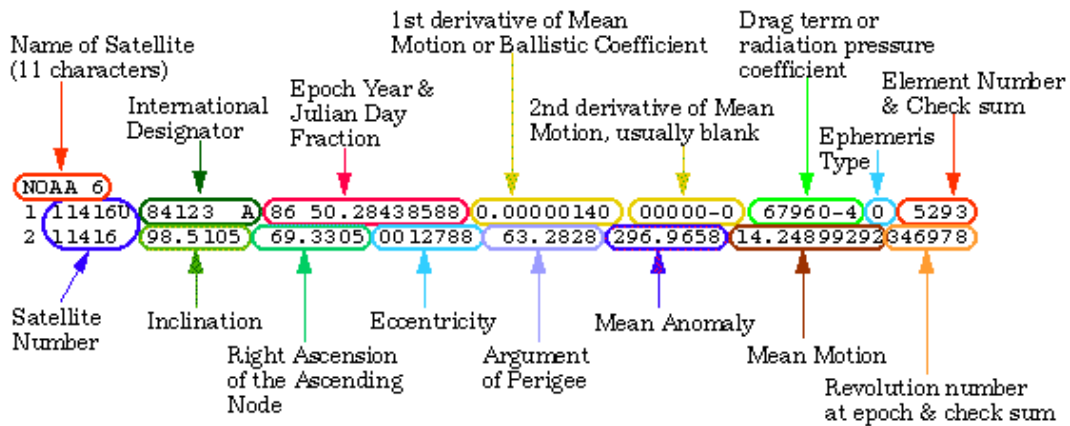 Name of Satellite
(11 characters)
International
Designator
Epoch Year &
Julian Day
Fraction
1st derivative of Mean
Motion or Ballistic Coefficient
2nd derivative of Mean
Motion, usually blank
Drag term or
radiation pressure
coefficient
Ephemeris
Type
Element Number
& Check sum
NOAA 6
1 11416U 84123 A 86 50.28438588 0.00000140 00000-0 67960-4 0 5293
2 11416 98.5105 69.3305 0012788 63.2828 296.9658 14.24899292 346978
Satellite
Number
Inclination
Right Ascension
of the Ascending
Node
Eccentricity
Argument
of Perigee
Mean Anomaly
Mean Motion
Revolution number
at epoch & check sum